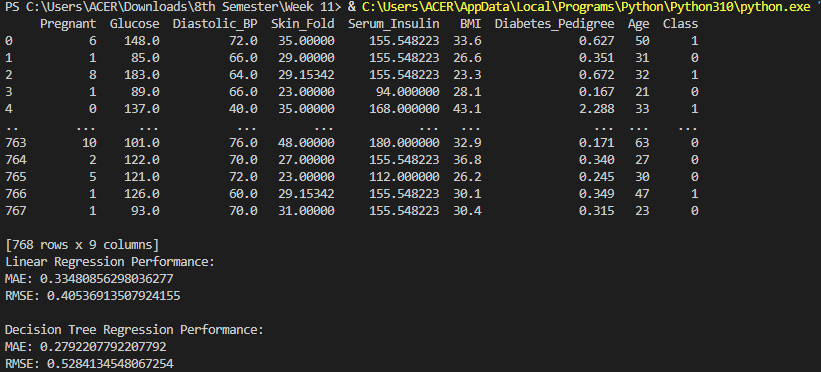 PS C:\Users\ACER\Downloads\8th Semester\Week 11> & C:\Users\ACER\AppData\Local\Programs\Python\Python310\python.exe
Pregnant Glucose Diastolic_BP Skin_Fold Serum_Insulin BMI Diabetes_Pedigree Age Class
0 6 148.0 72.0 35.00000 155.548223 33.6 0.627 50 1
1 1 85.0 66.0 29.00000 155.548223 26.6 0.351 31 0
2 8 183.0 64.0 29.15342 155.548223 23.3 0.672 32 1
3 1 89.0 66.0 23.00000 94.000000 28.1 0.167 21 0
4 0 137.0 40.0 35.00000 168.000000 43.1 2.288 33 1
.. ... ... ... ... ... ... ... ... ...
763 10 101.0 76.0 48.00000 180.000000 32.9 0.171 63 0
764 2 122.0 70.0 27.00000 155.548223 36.8 0.340 27 0
765 5 121.0 72.0 23.00000 112.000000 26.2 0.245 30 0
766 1 126.0 60.0 29.15342 155.548223 30.1 0.349 47 1
767 1 93.0 70.0 31.00000 155.548223 30.4 0.315 23 0
[768 rows x 9 columns]
Linear Regression Performance:
MAE: 0.33480856298036277
RMSE: 0.40536913507924155
Decision Tree Regression Performance:
MAE: 0.2792207792207792
RMSE: 0.5284134548067254